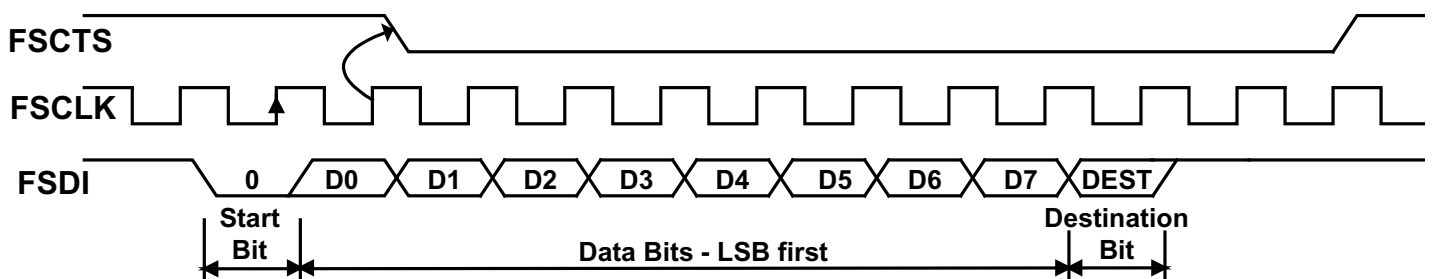 FSCTS
FSCLK
FSDI
0 D0 D1 D2 D3 D4 D5 D6 D7 DEST
Start
Bit
Data Bits - LSB first
Destination
Bit